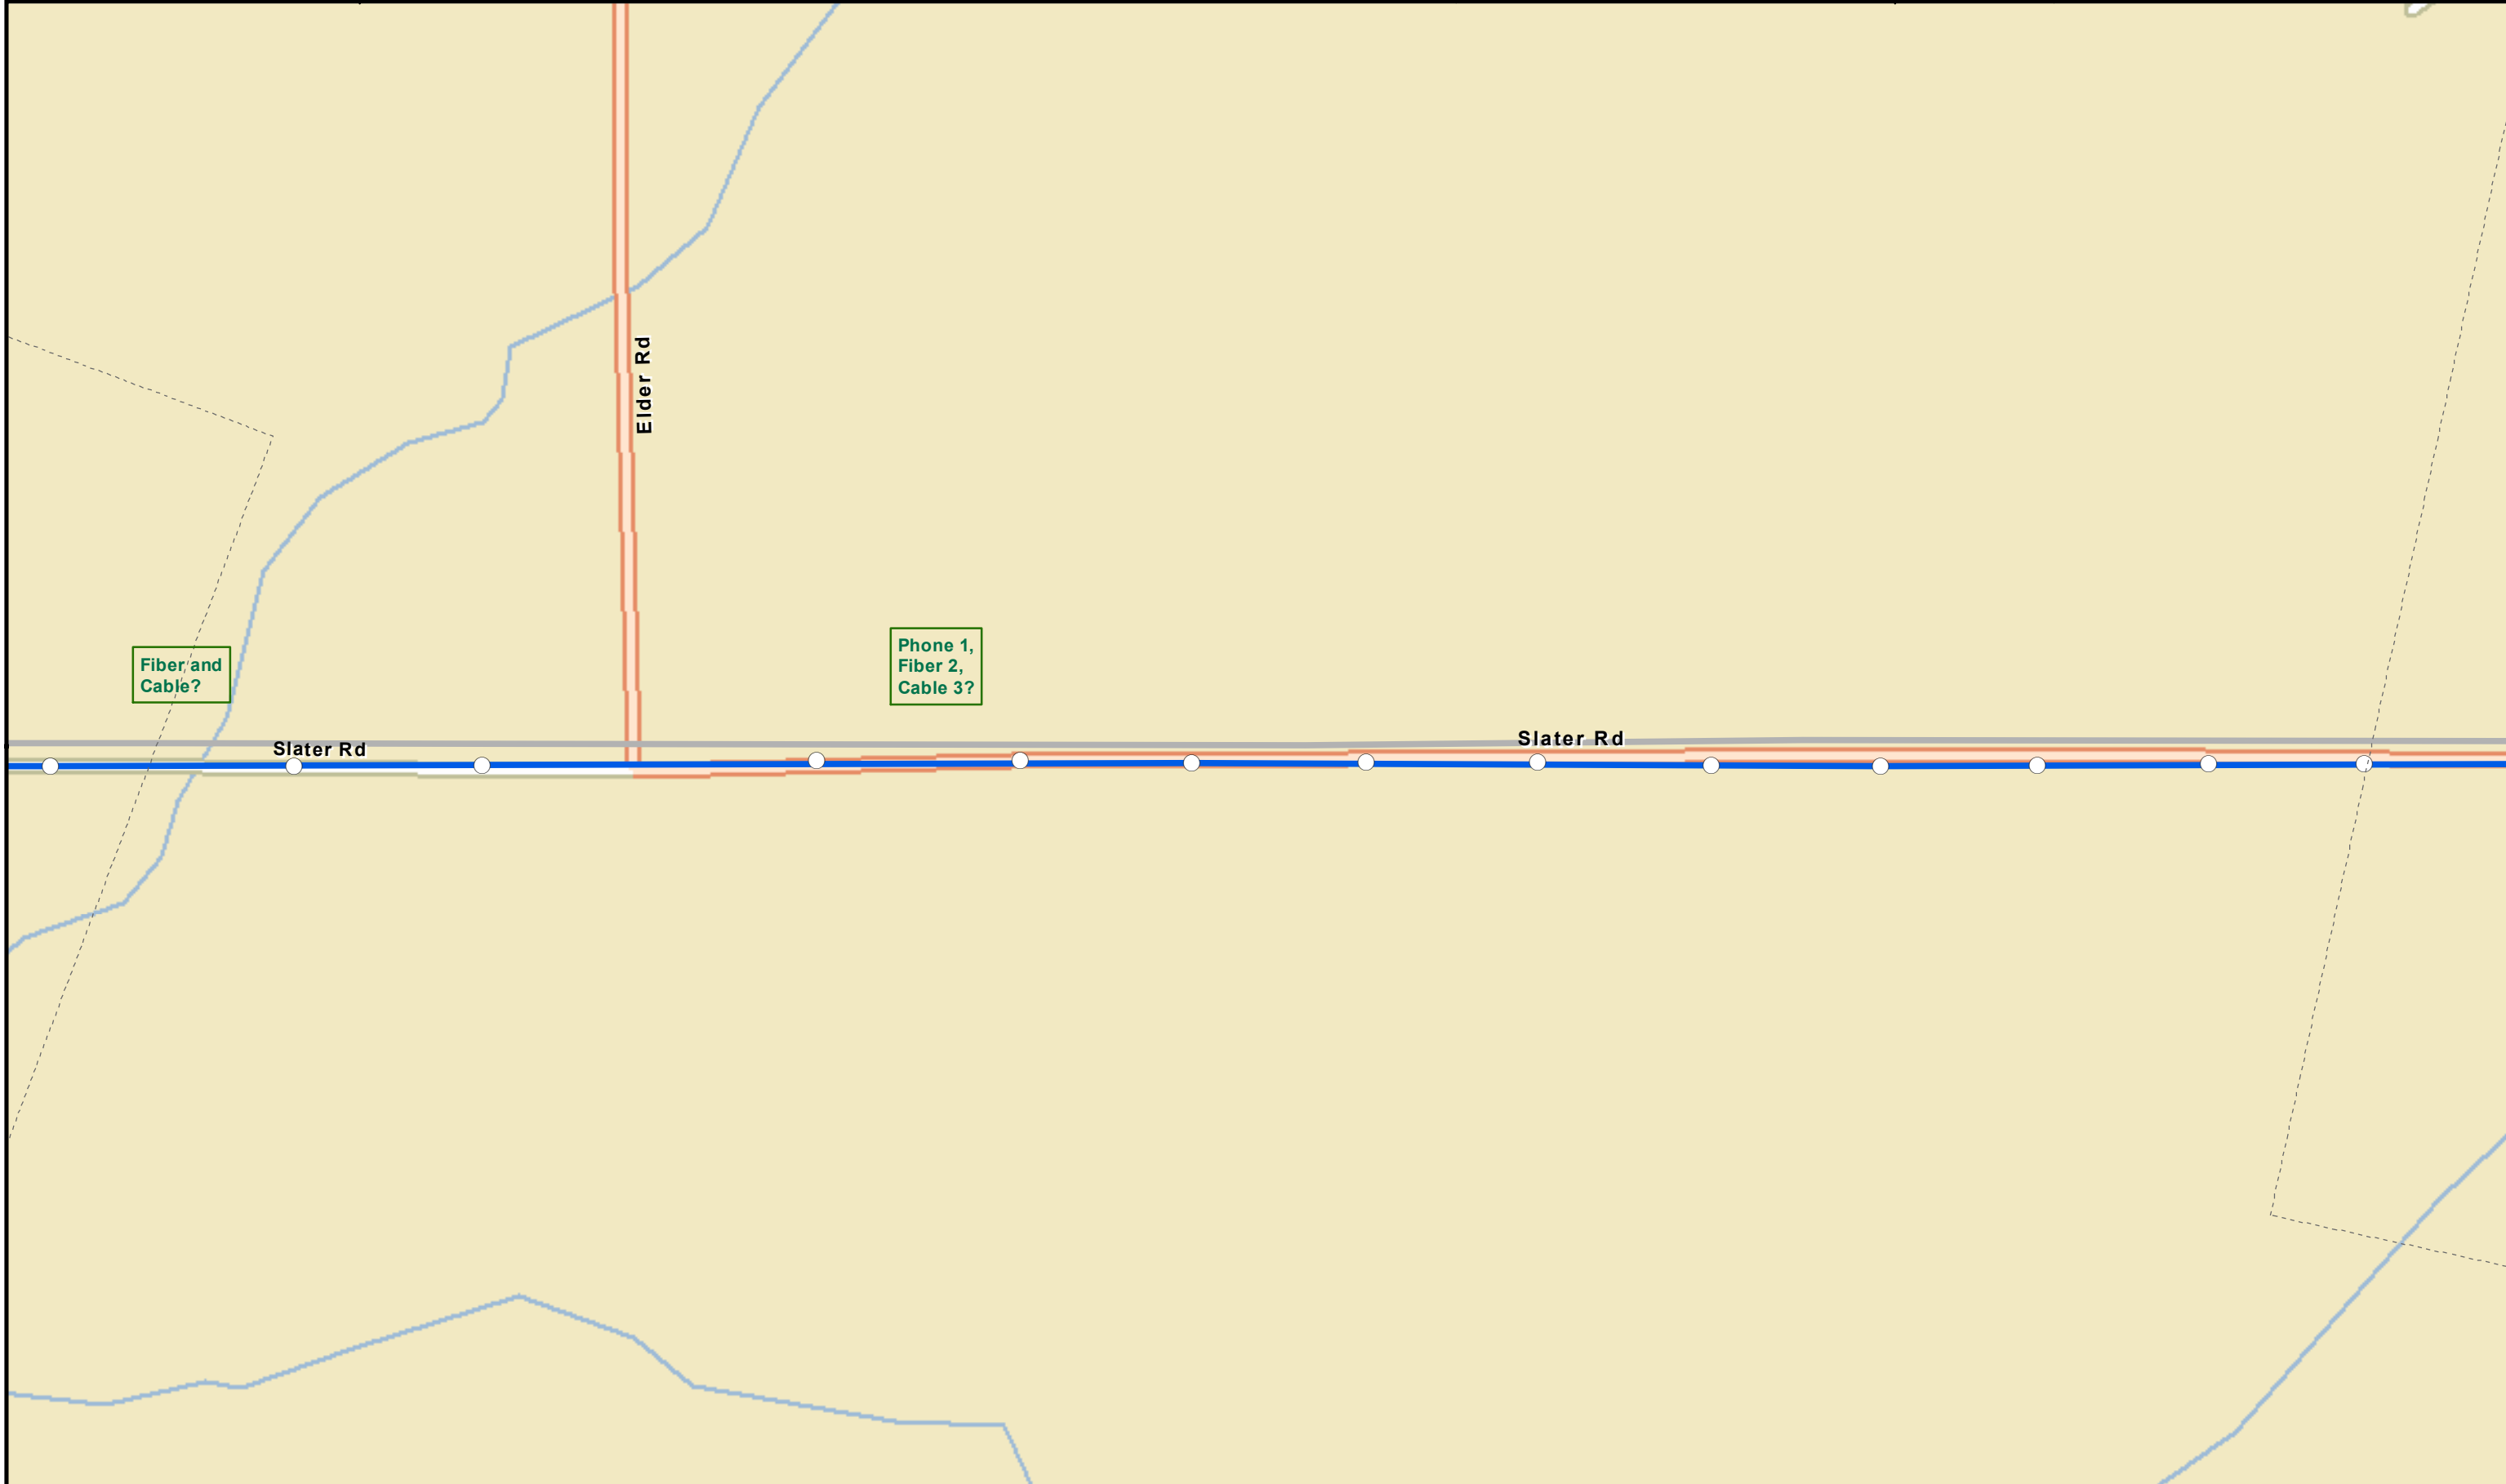 Elder Rd
Fiber and
Cable?
Phone 1,
Fiber 2,
Cable 3?
Slater Rd
Slater Rd